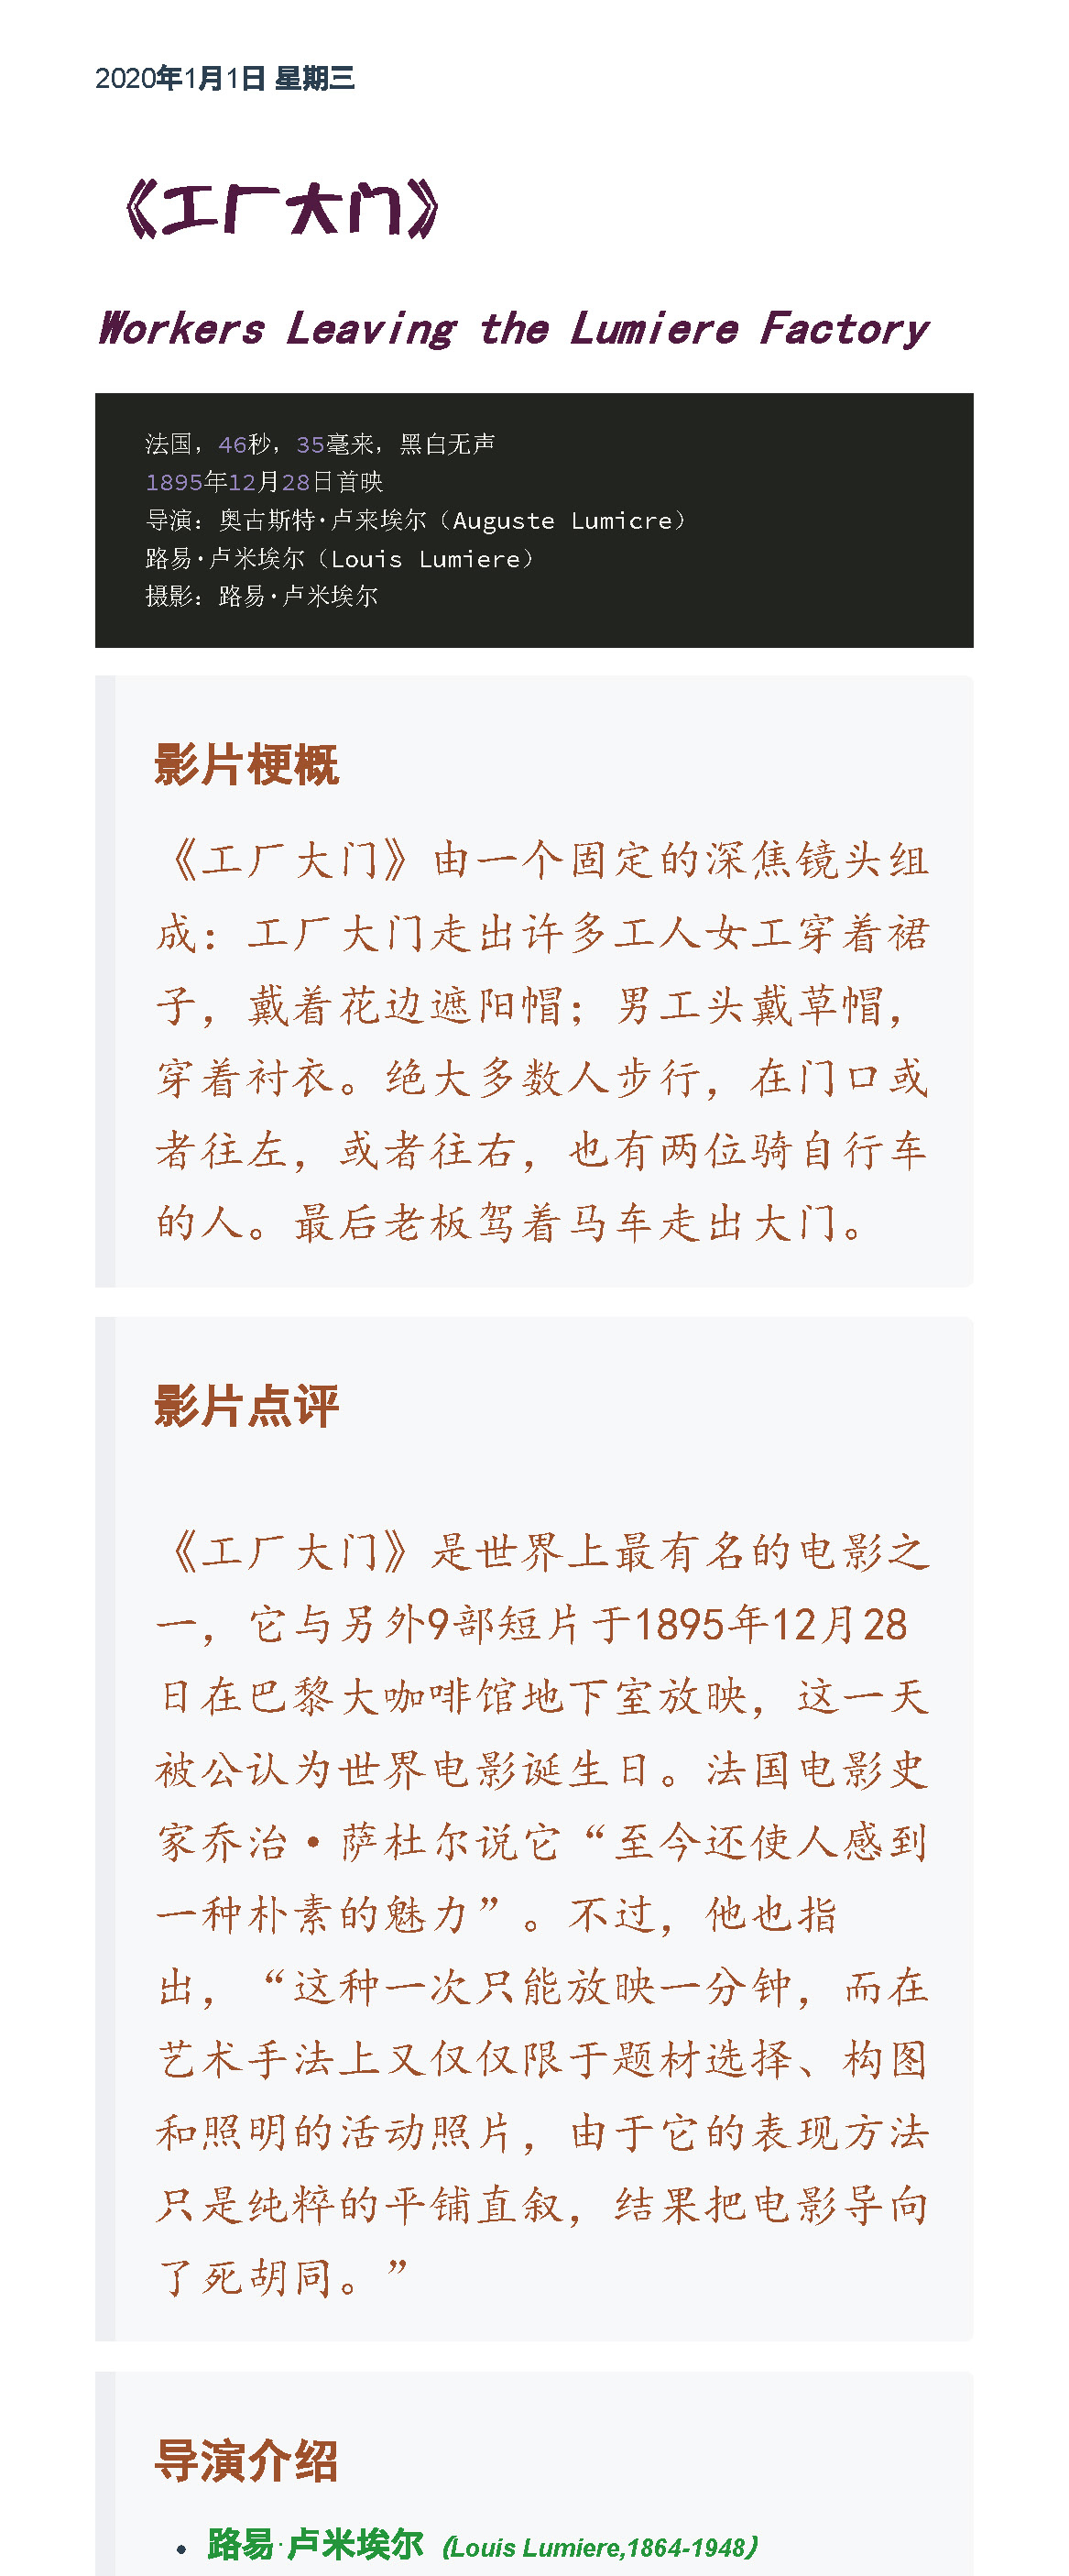 2020年1月1日 星期三
《工厂大门》
Workers Leaving the Lumiere Factory
法国，46秒，35毫来，黑白无声
1895年12月28日首映
导演：奥古斯特·卢来埃尔（Auguste Lumicre）
路易·卢米埃尔（Louis Lumiere）
摄影：路易·卢米埃尔
影片梗概
《工厂大门》由一个固定的深焦镜头组
成：工厂大门走出许多工人女工穿着裙
子，戴着花边遮阳帽；男工头戴草帽，
穿着衬衣。绝大多数人步行，在门口或
者往左，或者往右，也有两位骑自行车
的人。最后老板驾着马车走出大门。
影片点评
《工厂大门》是世界上最有名的电影之
一，它与另外9部短片于1895年12月28
日在巴黎大咖啡馆地下室放映，这一天
被公认为世界电影诞生日。法国电影史
家乔治·萨杜尔说它“至今还使人感到
一种朴素的魅力”。不过，他也指
出，“这种一次只能放映一分钟，而在
艺术手法上又仅仅限于题材选择、构图
和照明的活动照片，由于它的表现方法
只是纯粹的平铺直叙，结果把电影导向
了死胡同。”
导演介绍
• 路易·卢米埃尔（Louis Lumiere,1864-1948）